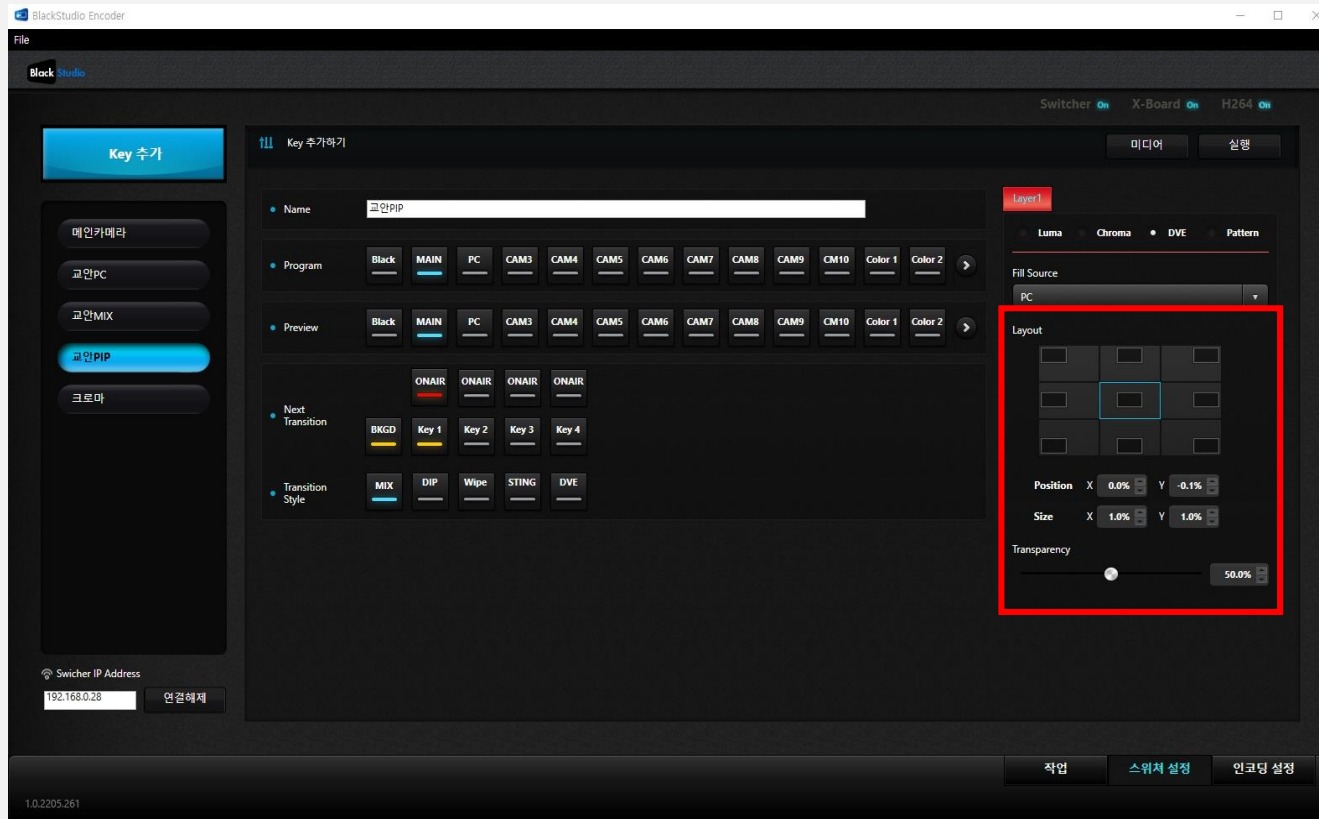 BlackStudio Encoder
File
Black Studio
Switcher On X-Board On H264 On
Key 추가
Key 추가하기
미디어 실행
메인카메라
교안PC
교안MIX
교안PIP
크로마
Name 교안PIP
Program Black MAIN PC CAM3 CAM4 CAM5 CAM6 CAM7 CAM8 CAM9 CM10 Color 1 Color 2
Preview Black MAIN PC CAM3 CAM4 CAM5 CAM6 CAM7 CAM8 CAM9 CM10 Color 1 Color 2
ONAIR ONAIR ONAIR ONAIR
Next
Transition
BKGD Key 1 Key 2 Key 3 Key 4
Transition
Style
MIX DIP Wipe STING DVE
Layer1
Luma Chroma DVE Pattern
Fill Source
PC
Layout
Position X 0.0% Y -0.1%
Size X 1.0% Y 1.0%
Transparency
50.0%
Swicher IP Address
192.168.0.28 연결해제
작업 스위쳐 설정 인코딩 설정
1.0.2205.261